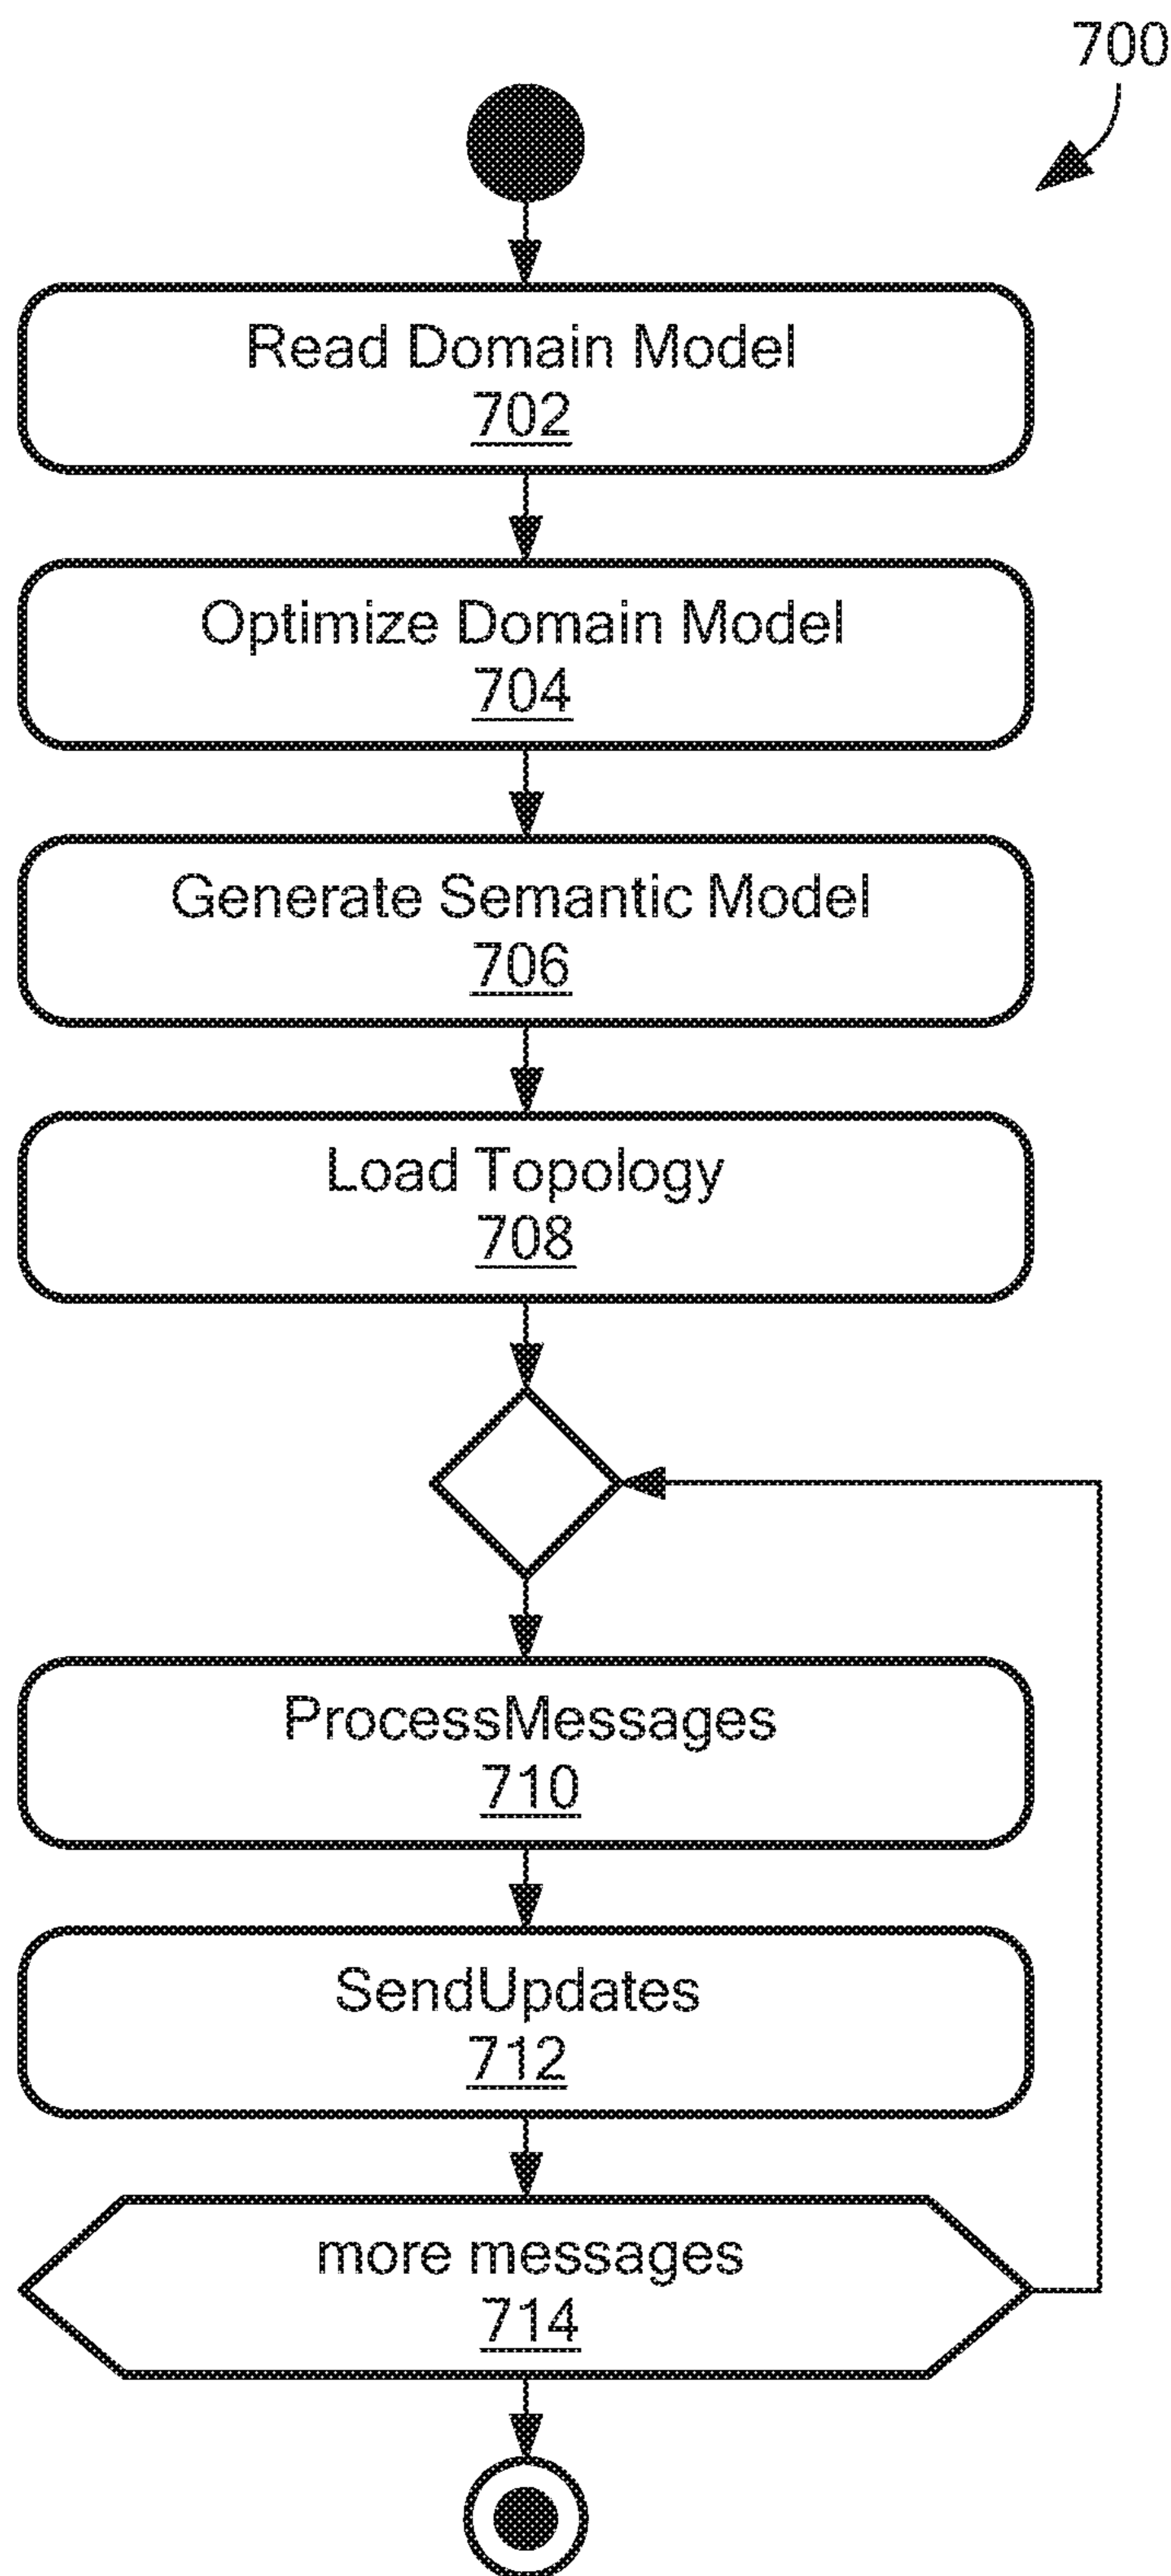 700
Read Domain Model
702
Optimize Domain Model
704
Generate Semantic Model
706
Load Topology
708
ProcessMessages
710
SendUpdates
712
more messages
714